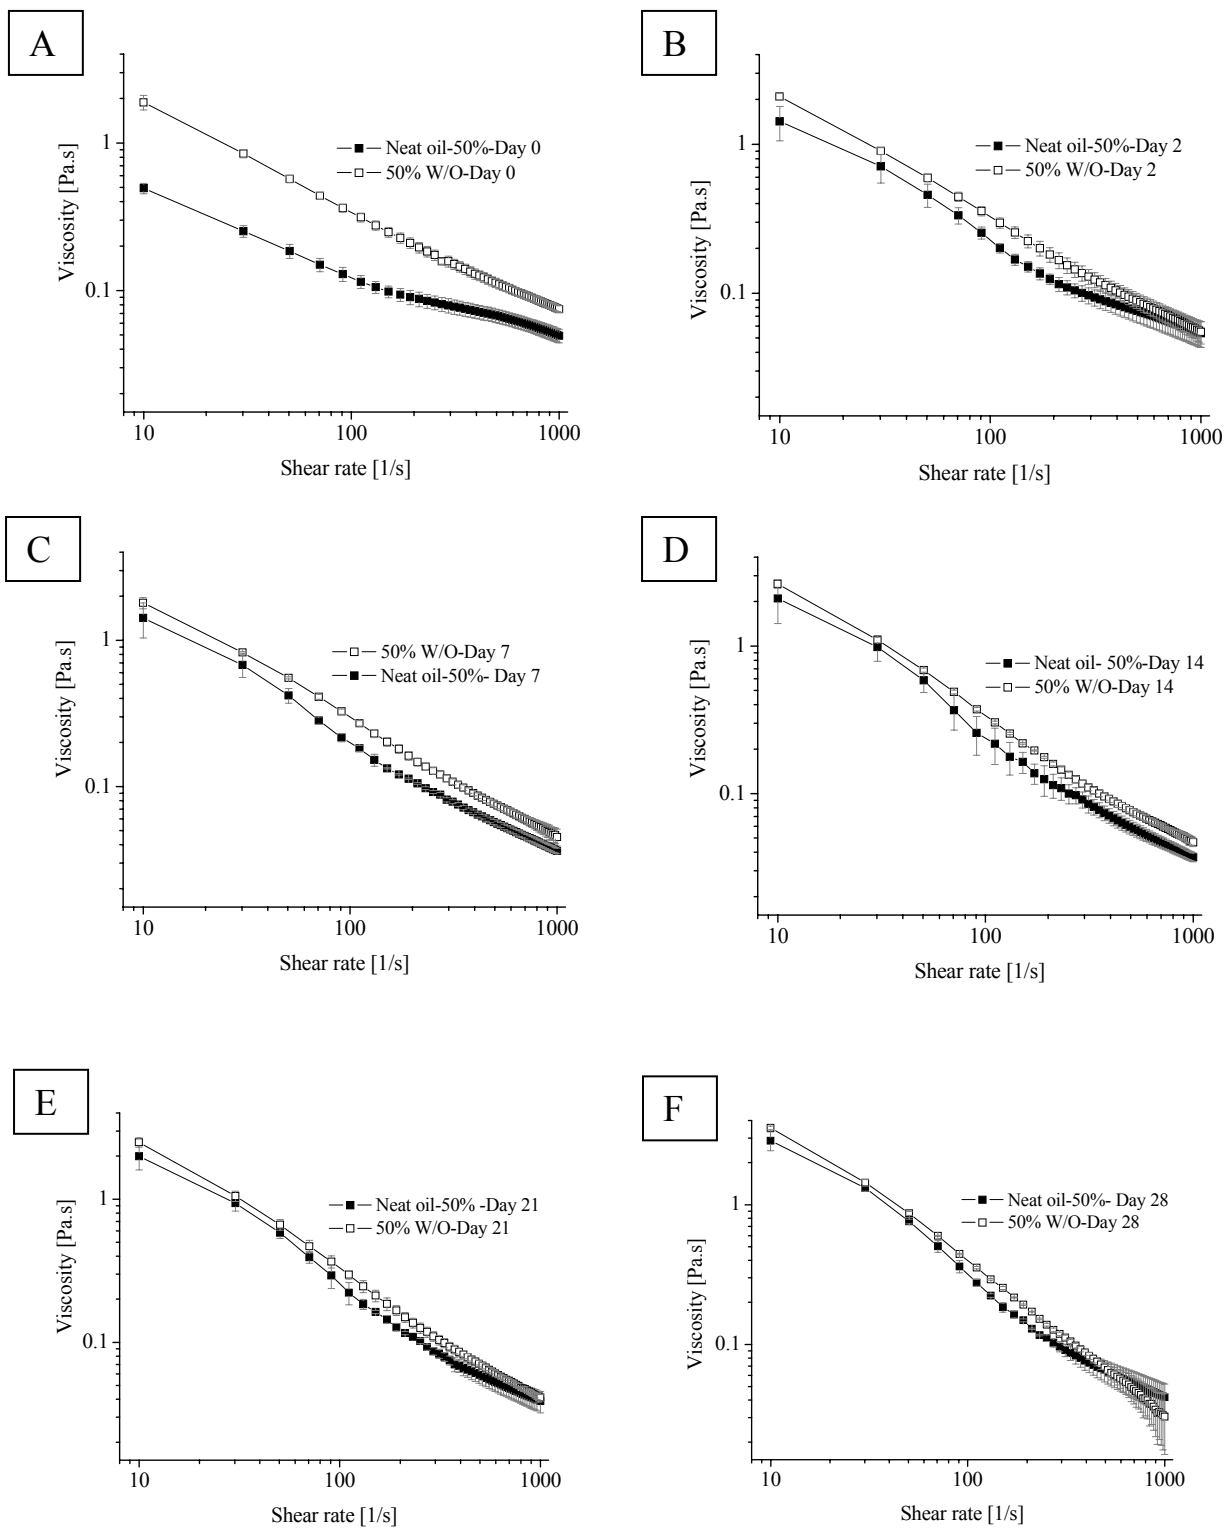 A
Viscosity [Pa.s]
1
0.1
Neat oil-50%-Day 0
50% W/O-Day 0
10
100
1000
Shear rate [1/s]
B
Viscosity [Pa.s]
1
0.1
Neat oil-50%-Day 2
50% W/O-Day 2
10
100
1000
Shear rate [1/s]
C
Viscosity [Pa.s]
1
0.1
50% W/O-Day 7
Neat oil-50%- Day 7
10
100
1000
Shear rate [1/s]
D
Viscosity [Pa.s]
1
0.1
Neat oil- 50%-Day 14
50% W/O-Day 14
10
100
1000
Shear rate [1/s]
E
Viscosity [Pa.s]
1
0.1
Neat oil-50% -Day 21
50% W/O-Day 21
10
100
1000
Shear rate [1/s]
F
Viscosity [Pa.s]
1
0.1
Neat oil-50%- Day 28
50% W/O-Day 28
10
100
1000
Shear rate [1/s]